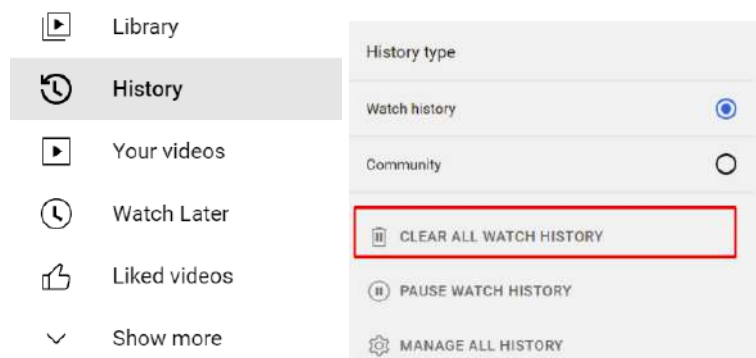 Library
History
Your videos
Watch Later
Liked videos
Show more
History type
Watch history
Community
CLEAR ALL WATCH HISTORY
PAUSE WATCH HISTORY
MANAGE ALL HISTORY